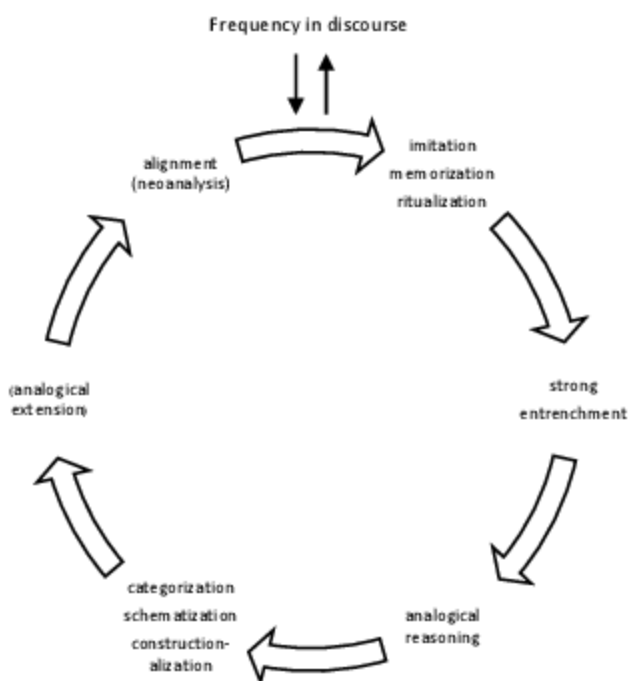 Frequency in discourse
alignment
(neoanalysis)
imitation
memorization
ritualization
strong
entrenchment
analogical
reasoning
categorization
schematization
construction-
alization
(analogical
extension)